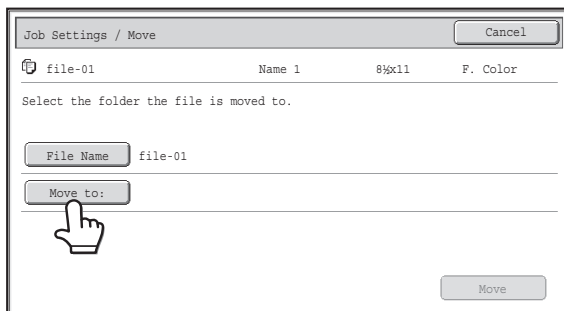 Job Settings / Move Cancel
file-01 Name 1 8½x11 F. Color
Select the folder the file is moved to.
File Name file-01
Move to:
Move